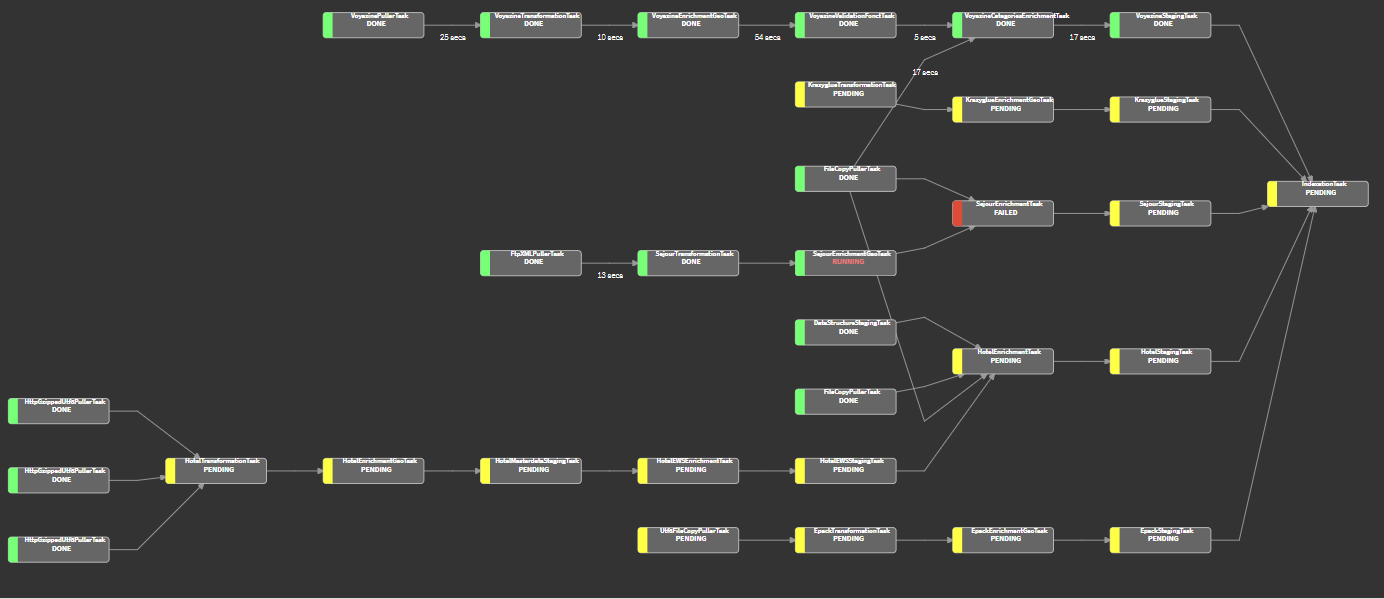 VoyazinePullerTask
DONE
25 secs
VoyazineTransformationTask
DONE
10 secs
VoyazineEnrichmentGeoTask
DONE
54 secs
VoyazineValidationFonctTask
DONE
5 secs
VoyazineCategoriesEnrichmentTask
DONE
17 secs
VoyazineStagingTask
DONE
17 secs
KrazyglueTransformationTask
PENDING
KrazyglueEnrichmentGeoTask
PENDING
KrazyglueStagingTask
PENDING
FileCopyPullerTask
DONE
IndexationTask
PENDING
SejourEnrichmentTask
FAILED
SejourStagingTask
PENDING
FtpXMLPullerTask
DONE
13 secs
SejourTransformationTask
DONE
SejourEnrichmentGeoTask
RUNNING
DataStructureStagingTask
DONE
HotelEnrichmentTask
PENDING
HotelStagingTask
PENDING
FileCopyPullerTask
DONE
HttpGzippedUtf8PullerTask
DONE
HttpGzippedUtf8PullerTask
DONE
HttpGzippedUtf8PullerTask
DONE
HotelTransformationTask
PENDING
HotelEnrichmentGeoTask
PENDING
HotelMasterdataStagingTask
PENDING
HotelEWSEnrichmentTask
PENDING
HotelEWSStagingTask
PENDING
Utf8FileCopyPullerTask
PENDING
EpackTransformationTask
PENDING
EpackEnrichmentGeoTask
PENDING
EpackStagingTask
PENDING